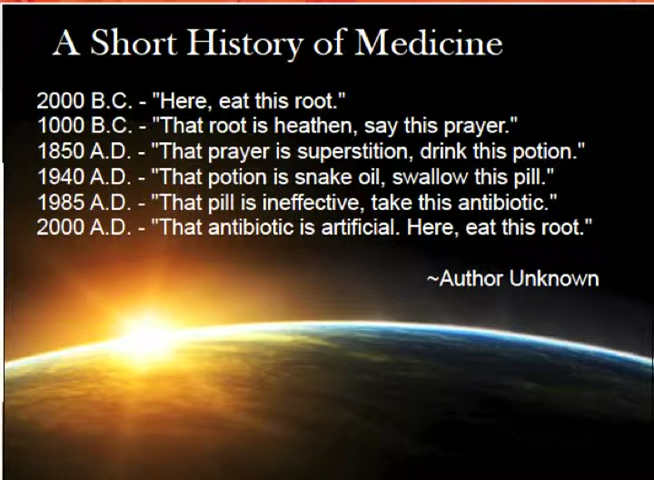 A Short History of Medicine
2000 B.C. - "Here, eat this root."
1000 B.C. - "That root is heathen, say this prayer."
1850 A.D. - "That prayer is superstition, drink this potion."
1940 A.D. - "That potion is snake oil, swallow this pill."
1985 A.D. - "That pill is ineffective, take this antibiotic."
2000 A.D. - "That antibiotic is artificial. Here, eat this root."
~Author Unknown